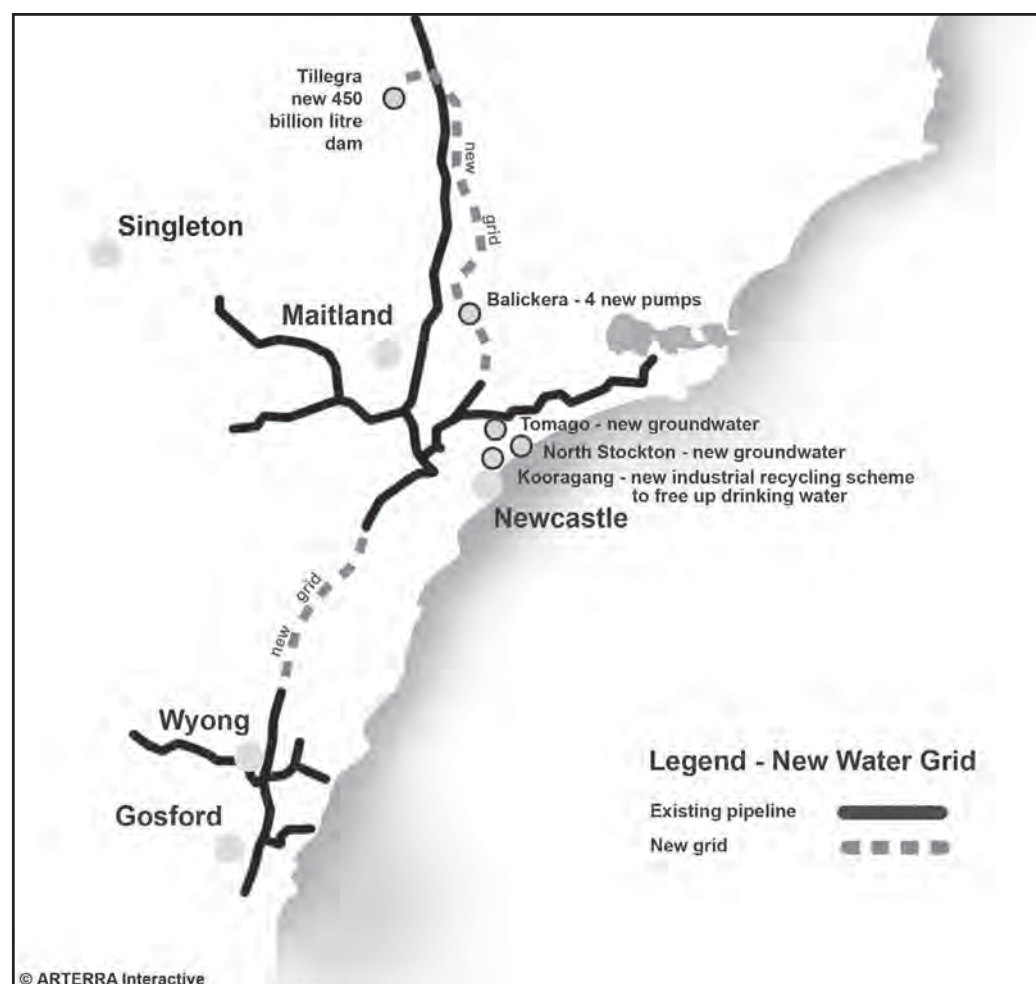 Tillegra
new 450
billion litre
dam
new
grid
Singleton
Balickera - 4 new pumps
Maitland
Tomago - new groundwater
North Stockton - new groundwater
Kooragang - new industrial recycling scheme
to free up drinking water
Newcastle
new grid
Wyong
Gosford
Legend - New Water Grid
Existing pipeline
New grid
© ARTERRA Interactive